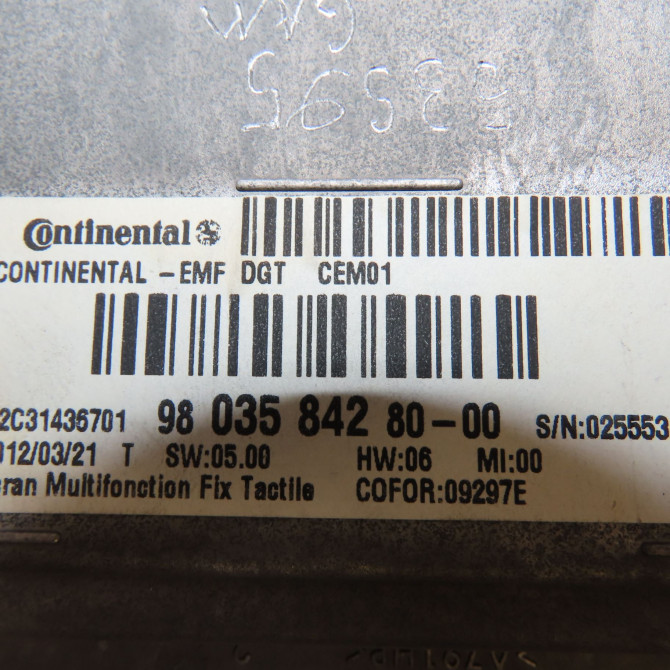 Continental
CONTINENTAL -EMF DGT CEM01
2C31436701 98 035 842 80-00 S/N:025553
012/03/21 T SW:05.00 HW:06 MI:00
eran Multifonction Fix Tactile COFOR:09297E